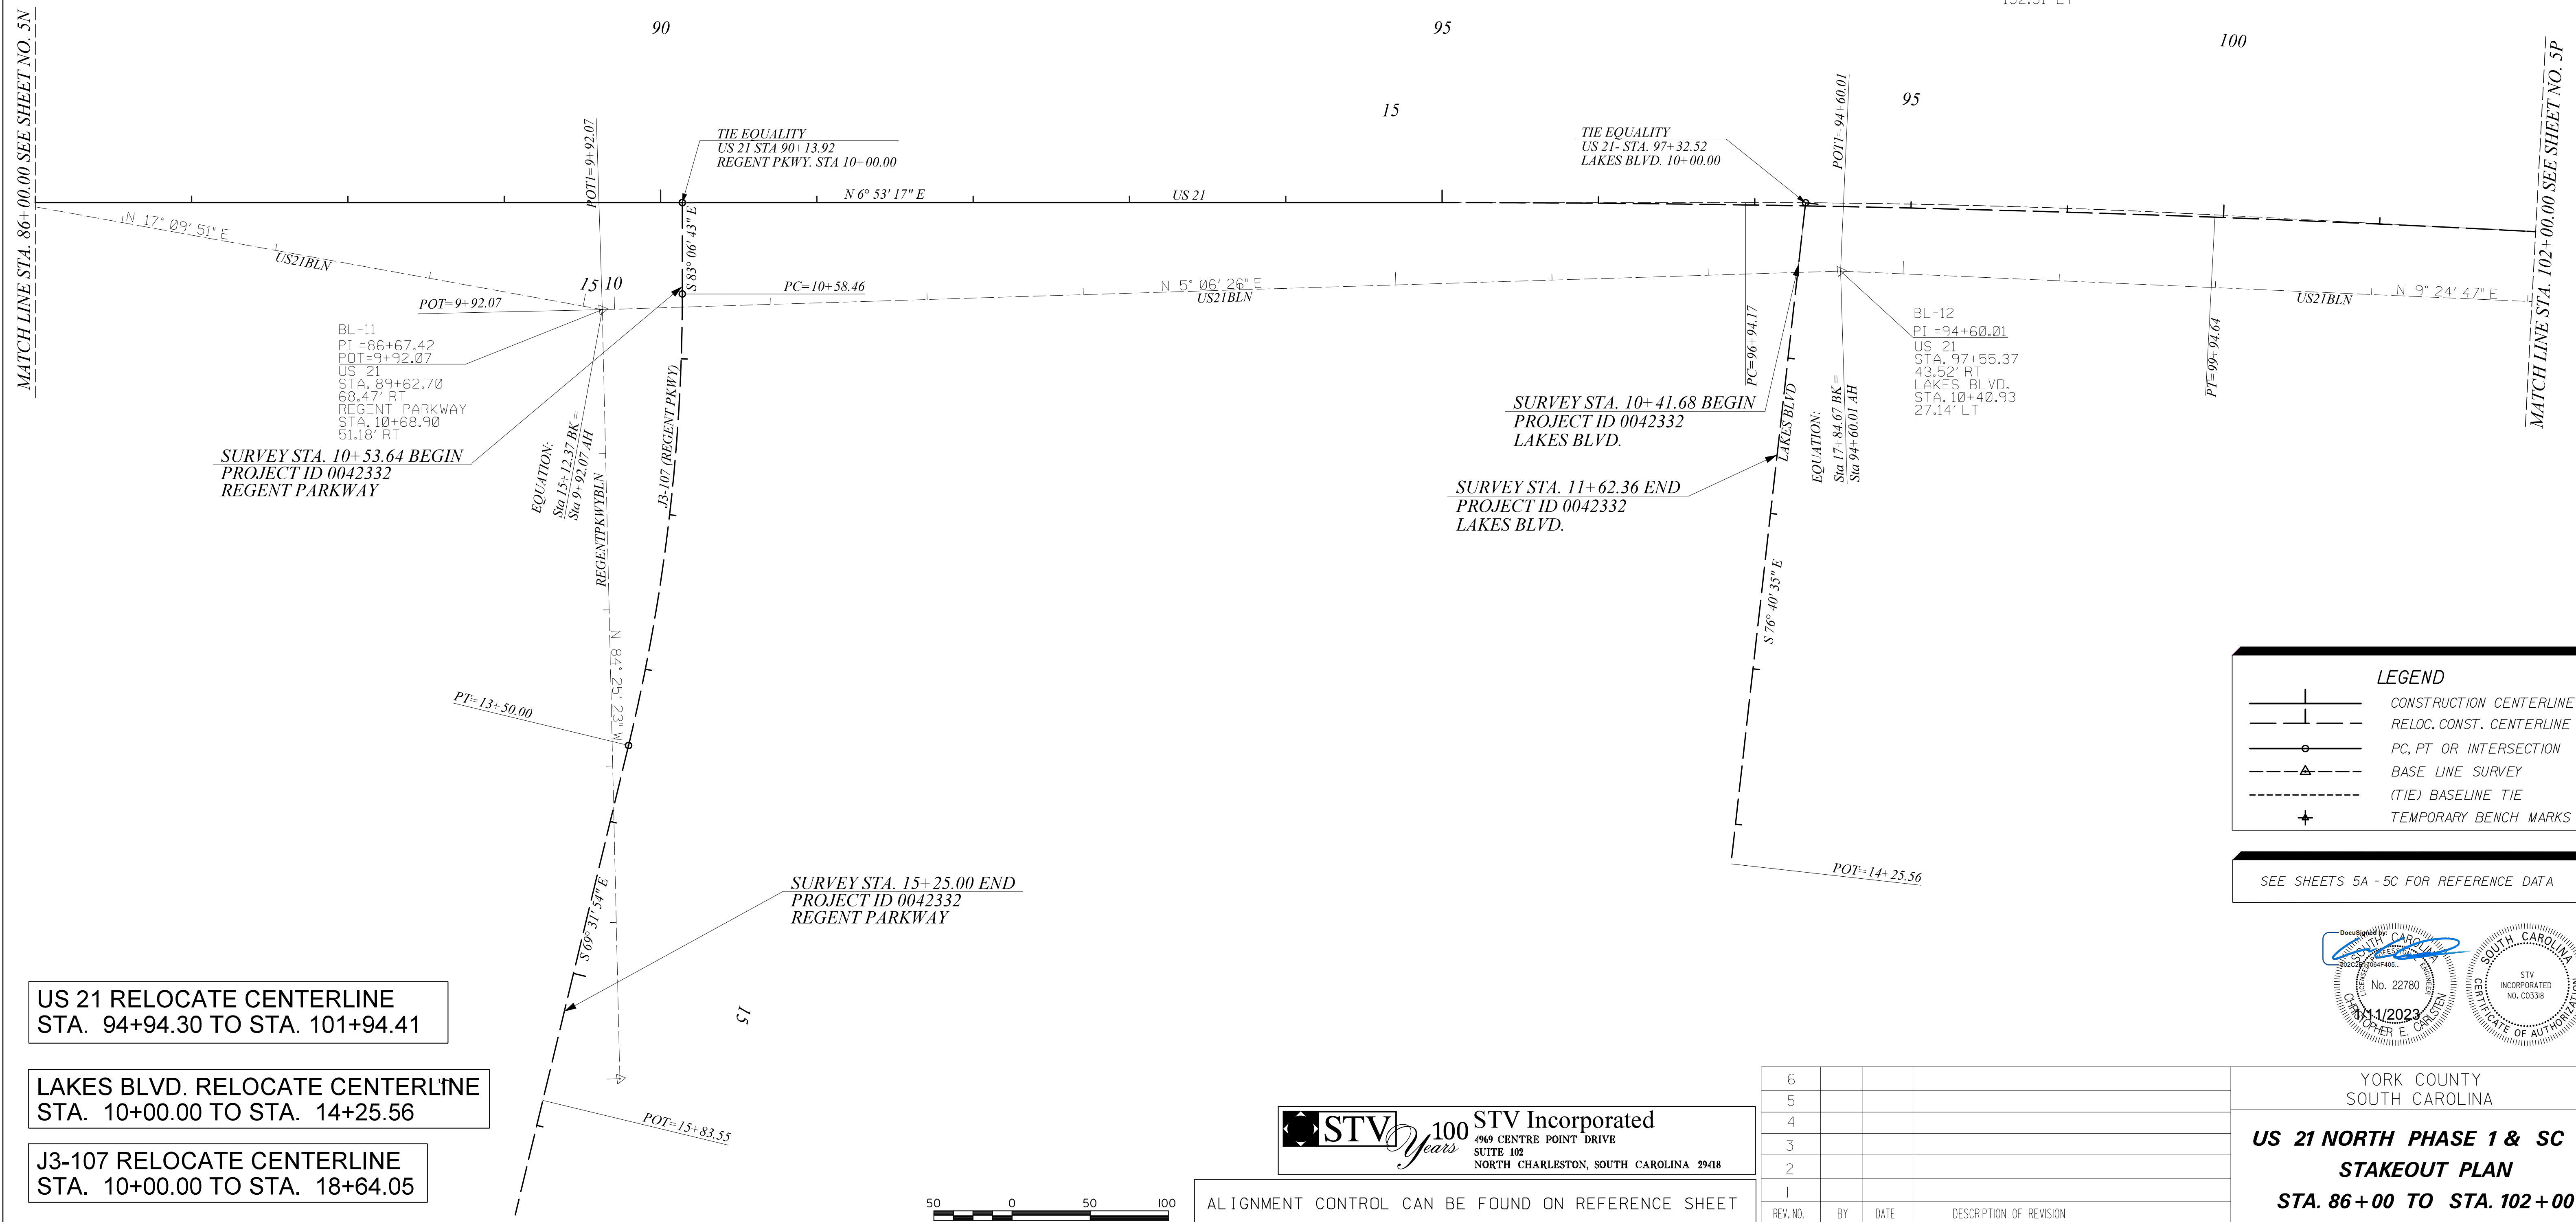 MATCH LINE STA. 86+00.00 SEE SHEET NO. 5N
90
95
100
15
95
TIE EQUALITY
US 21 STA 90+13.92
REGENT PKWY. STA 10+00.00
TIE EQUALITY
US 21- STA. 97+32.52
LAKES BLVD. 10+00.00
POT1=9+92.07
POT1=94+60.01
N 6° 53' 17" E
US 21
N 17° 09' 51" E
US21BLN
S 83° 06' 43" E
15 10
POT=9+92.07
PC=10+58.46
N 5° 06' 26" E
US21BLN
US21BLN
N 9° 24' 47" E
BL-11
PI =86+67.42
POT=9+92.07
US 21
STA. 89+62.70
68.47' RT
REGENT PARKWAY
STA. 10+68.90
51.18' RT
SURVEY STA. 10+53.64 BEGIN
PROJECT ID 0042332
REGENT PARKWAY
EQUATION:
Sta 15+12.37 BK =
Sta 9+92.07 AH
REGENTPKWYBLN
J3-107 (REGENT PKWY)
N 84° 25' 23" W
PT=13+50.00
S 69° 31' 54" E
SURVEY STA. 15+25.00 END
PROJECT ID 0042332
REGENT PARKWAY
15
POT=15+83.55
SURVEY STA. 10+41.68 BEGIN
PROJECT ID 0042332
LAKES BLVD.
SURVEY STA. 11+62.36 END
PROJECT ID 0042332
LAKES BLVD.
PC=96+94.17
LAKES BLVD
EQUATION:
Sta 17+84.67 BK =
Sta 94+60.01 AH
S 76° 40' 35" E
POT=14+25.56
BL-12
PI =94+60.01
US 21
STA. 97+55.37
43.52' RT
LAKES BLVD.
STA. 10+40.93
27.14' LT
PT=99+94.64
MATCH LINE STA. 102+00.00 SEE SHEET NO. 5P
LEGEND
CONSTRUCTION CENTERLINE
RELOC. CONST. CENTERLINE
PC, PT OR INTERSECTION
BASE LINE SURVEY
(TIE) BASELINE TIE
TEMPORARY BENCH MARKS
SEE SHEETS 5A - 5C FOR REFERENCE DATA
DocuSigned by:
SOUTH CAROLINA
LICENSED PROFESSIONAL ENGINEER
No. 22780
1/11/2023
CHRISTOPHER E. CARLSTEN
SOUTH CAROLINA
STV
INCORPORATED
NO. C03318
CERTIFICATE OF
US 21 RELOCATE CENTERLINE
STA. 94+94.30 TO STA. 101+94.41
LAKES BLVD. RELOCATE CENTERLINE
STA. 10+00.00 TO STA. 14+25.56
J3-107 RELOCATE CENTERLINE
STA. 10+00.00 TO STA. 18+64.05
50 0 50 100
STV 100 Years
STV Incorporated
4969 CENTRE POINT DRIVE
SUITE 102
NORTH CHARLESTON, SOUTH CAROLINA 29418
ALIGNMENT CONTROL CAN BE FOUND ON REFERENCE SHEET
6
5
4
3
2
1
REV. NO. BY DATE DESCRIPTION OF REVISION
YORK COUNTY
SOUTH CAROLINA
US 21 NORTH PHASE 1 & SC
STAKEOUT PLAN
STA. 86+00 TO STA. 102+00